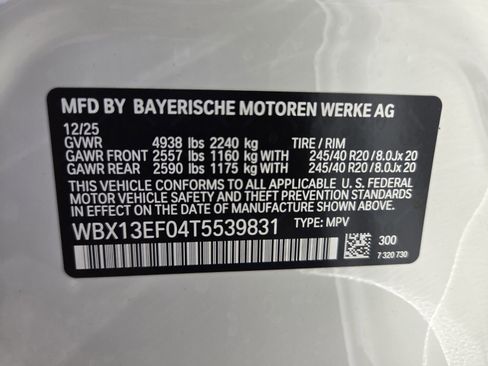 MFD BY BAYERISCHE MOTOREN WERKE AG
12/25
GVWR 4938 lbs 2240 kg TIRE / RIM
GAWR FRONT 2557 lbs 1160 kg WITH 245/40 R20 /8.0Jx 20
GAWR REAR 2590 lbs 1175 kg WITH 245/40 R20 /8.0Jx 20
THIS VEHICLE CONFORMS TO ALL APPLICABLE U. S. FEDERAL
MOTOR VEHICLE SAFETY AND THEFT PREVENTION STANDARDS
IN EFFECT ON THE DATE OF MANUFACTURE SHOWN ABOVE.
WBX13EF04T5539831 TYPE: MPV
300
7 320 730